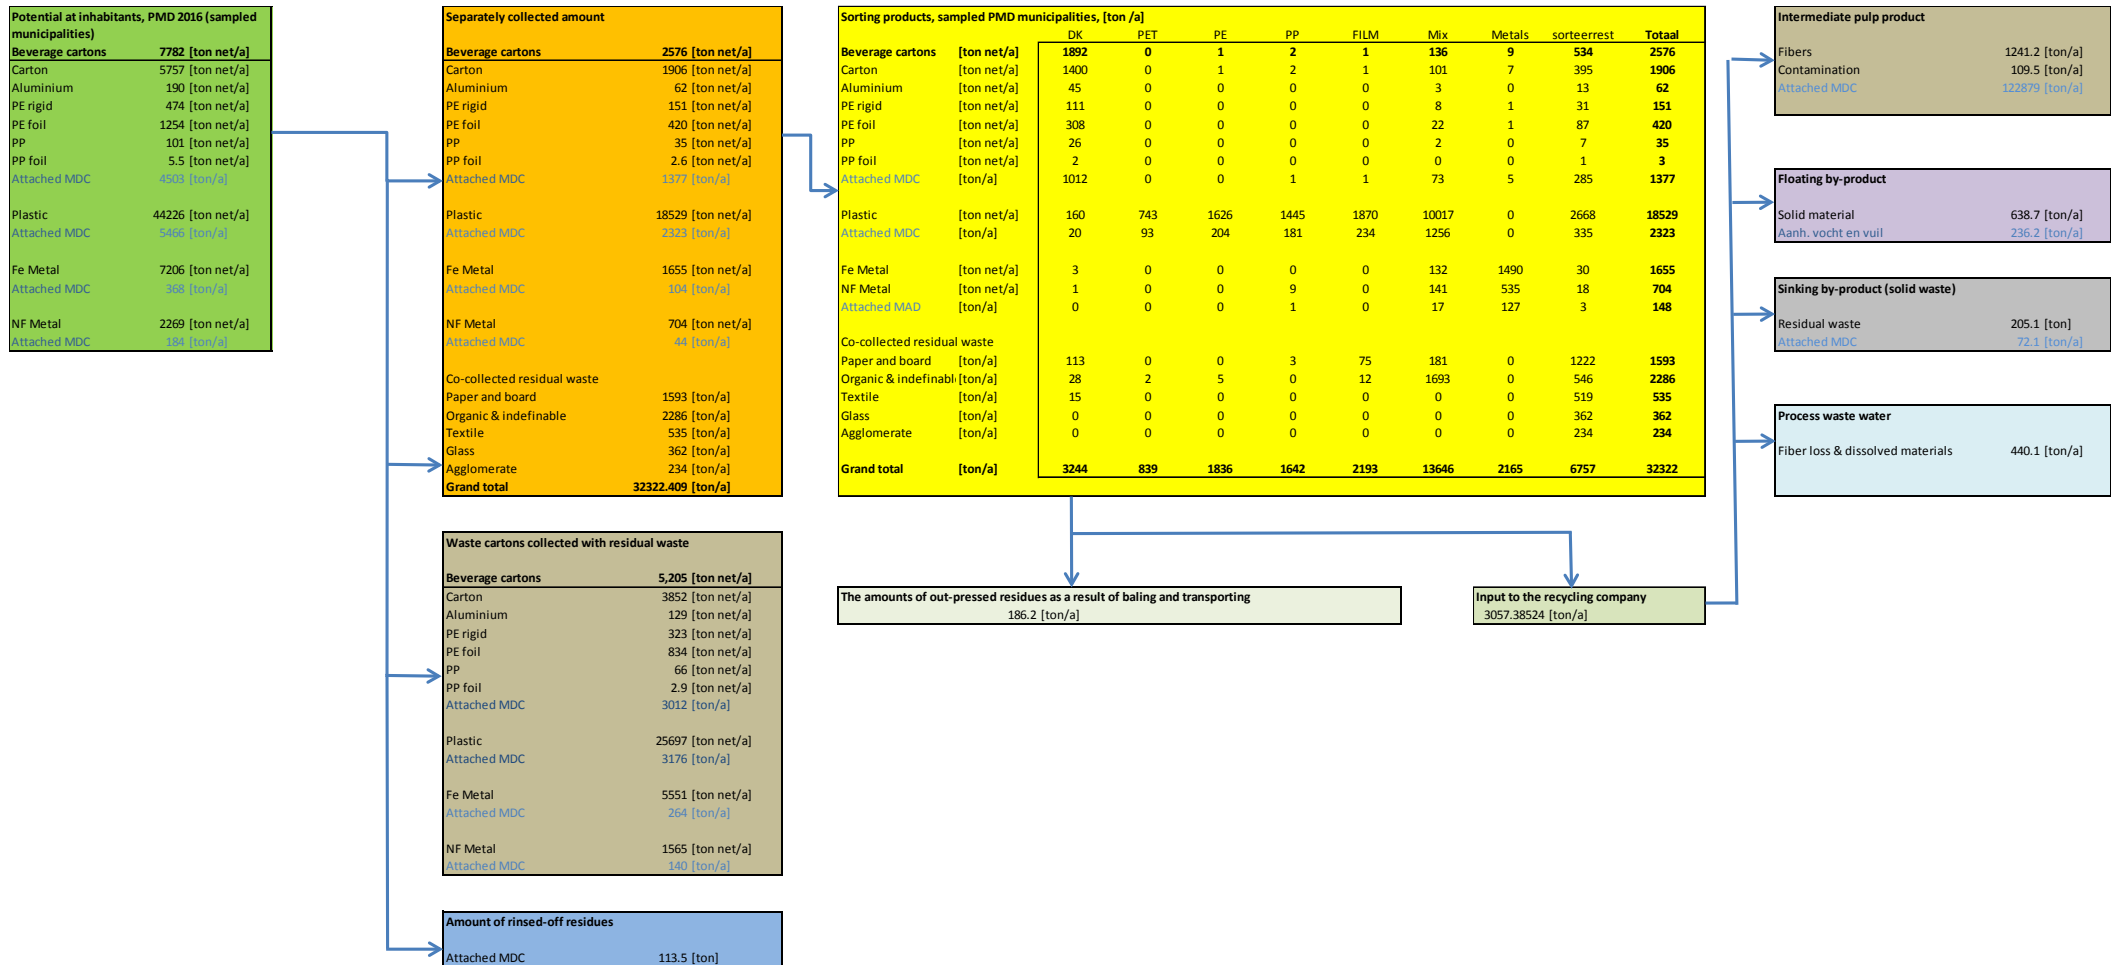 Potential at inhabitants, PMD 2016 (sampled
municipalities)
Beverage cartons 7782 [ton net/a]
Carton 5757 [ton net/a]
Aluminium 190 [ton net/a]
PE rigid 474 [ton net/a]
PE foil 1254 [ton net/a]
PP 101 [ton net/a]
PP foil 5.5 [ton net/a]
Attached MDC 4503 [ton/a]
Plastic 44226 [ton net/a]
Attached MDC 5466 [ton/a]
Fe Metal 7206 [ton net/a]
Attached MDC 368 [ton/a]
NF Metal 2269 [ton net/a]
Attached MDC 184 [ton/a]
Separately collected amount
Beverage cartons 2576 [ton net/a]
Carton 1906 [ton net/a]
Aluminium 62 [ton net/a]
PE rigid 151 [ton net/a]
PE foil 420 [ton net/a]
PP 35 [ton net/a]
PP foil 2.6 [ton net/a]
Attached MDC 1377 [ton/a]
Plastic 18529 [ton net/a]
Attached MDC 2323 [ton/a]
Fe Metal 1655 [ton net/a]
Attached MDC 104 [ton/a]
NF Metal 704 [ton net/a]
Attached MDC 44 [ton/a]
Co-collected residual waste
Paper and board 1593 [ton/a]
Organic & indefinable 2286 [ton/a]
Textile 535 [ton/a]
Glass 362 [ton/a]
Agglomerate 234 [ton/a]
Grand total 32322.409 [ton/a]
Waste cartons collected with residual waste
Beverage cartons 5,205 [ton net/a]
Carton 3852 [ton net/a]
Aluminium 129 [ton net/a]
PE rigid 323 [ton net/a]
PE foil 834 [ton net/a]
PP 66 [ton net/a]
PP foil 2.9 [ton net/a]
Attached MDC 3012 [ton/a]
Plastic 25697 [ton net/a]
Attached MDC 3176 [ton/a]
Fe Metal 5551 [ton net/a]
Attached MDC 264 [ton/a]
NF Metal 1565 [ton net/a]
Attached MDC 140 [ton/a]
Amount of rinsed-off residues
Attached MDC 113.5 [ton]
Sorting products, sampled PMD municipalities, [ton /a]
DK PET PE PP FILM Mix Metals sorteerrest Totaal
Beverage cartons [ton net/a] 1892 0 1 2 1 136 9 534 2576
Carton [ton net/a] 1400 0 1 2 1 101 7 395 1906
Aluminium [ton net/a] 45 0 0 0 0 3 0 13 62
PE rigid [ton net/a] 111 0 0 0 0 8 1 31 151
PE foil [ton net/a] 308 0 0 0 0 22 1 87 420
PP [ton net/a] 26 0 0 0 0 2 0 7 35
PP foil [ton net/a] 2 0 0 0 0 0 0 1 3
Attached MDC [ton/a] 1012 0 0 1 1 73 5 285 1377
Plastic [ton net/a] 160 743 1626 1445 1870 10017 0 2668 18529
Attached MDC [ton/a] 20 93 204 181 234 1256 0 335 2323
Fe Metal [ton net/a] 3 0 0 0 0 132 1490 30 1655
NF Metal [ton net/a] 1 0 0 9 0 141 535 18 704
Attached MAD [ton/a] 0 0 0 1 0 17 127 3 148
Co-collected residual waste
Paper and board [ton/a] 113 0 0 3 75 181 0 1222 1593
Organic & indefinabl [ton/a] 28 2 5 0 12 1693 0 546 2286
Textile [ton/a] 15 0 0 0 0 0 0 519 535
Glass [ton/a] 0 0 0 0 0 0 0 362 362
Agglomerate [ton/a] 0 0 0 0 0 0 0 234 234
Grand total [ton/a] 3244 839 1836 1642 2193 13646 2165 6757 32322
The amounts of out-pressed residues as a result of baling and transporting
186.2 [ton/a]
Input to the recycling company
3057.38524 [ton/a]
Intermediate pulp product
Fibers 1241.2 [ton/a]
Contamination 109.5 [ton/a]
Attached MDC 122879 [ton/a]
Floating by-product
Solid material 638.7 [ton/a]
Aanh. vocht en vuil 236.2 [ton/a]
Sinking by-product (solid waste)
Residual waste 205.1 [ton]
Attached MDC 72.1 [ton/a]
Process waste water
Fiber loss & dissolved materials 440.1 [ton/a]